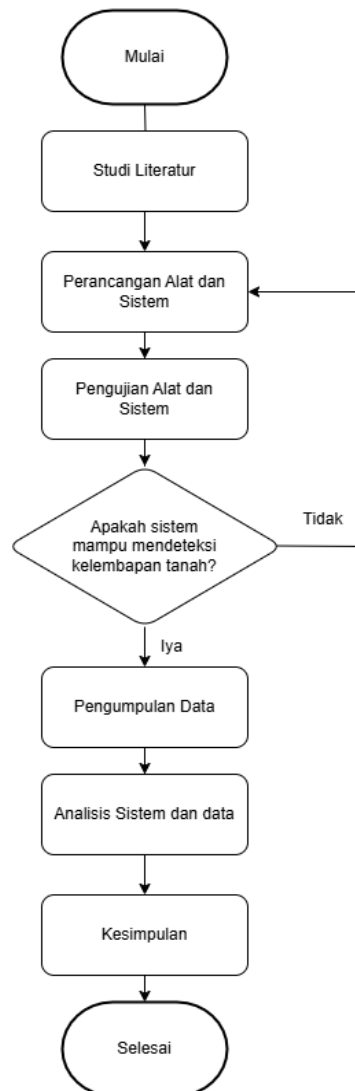 Mulai
Studi Literatur
Perancangan Alat dan
Sistem
Pengujian Alat dan
Sistem
Apakah sistem
mampu mendeteksi
kelembapan tanah?
Tidak
Iya
Pengumpulan Data
Analisis Sistem dan data
Kesimpulan
Selesai